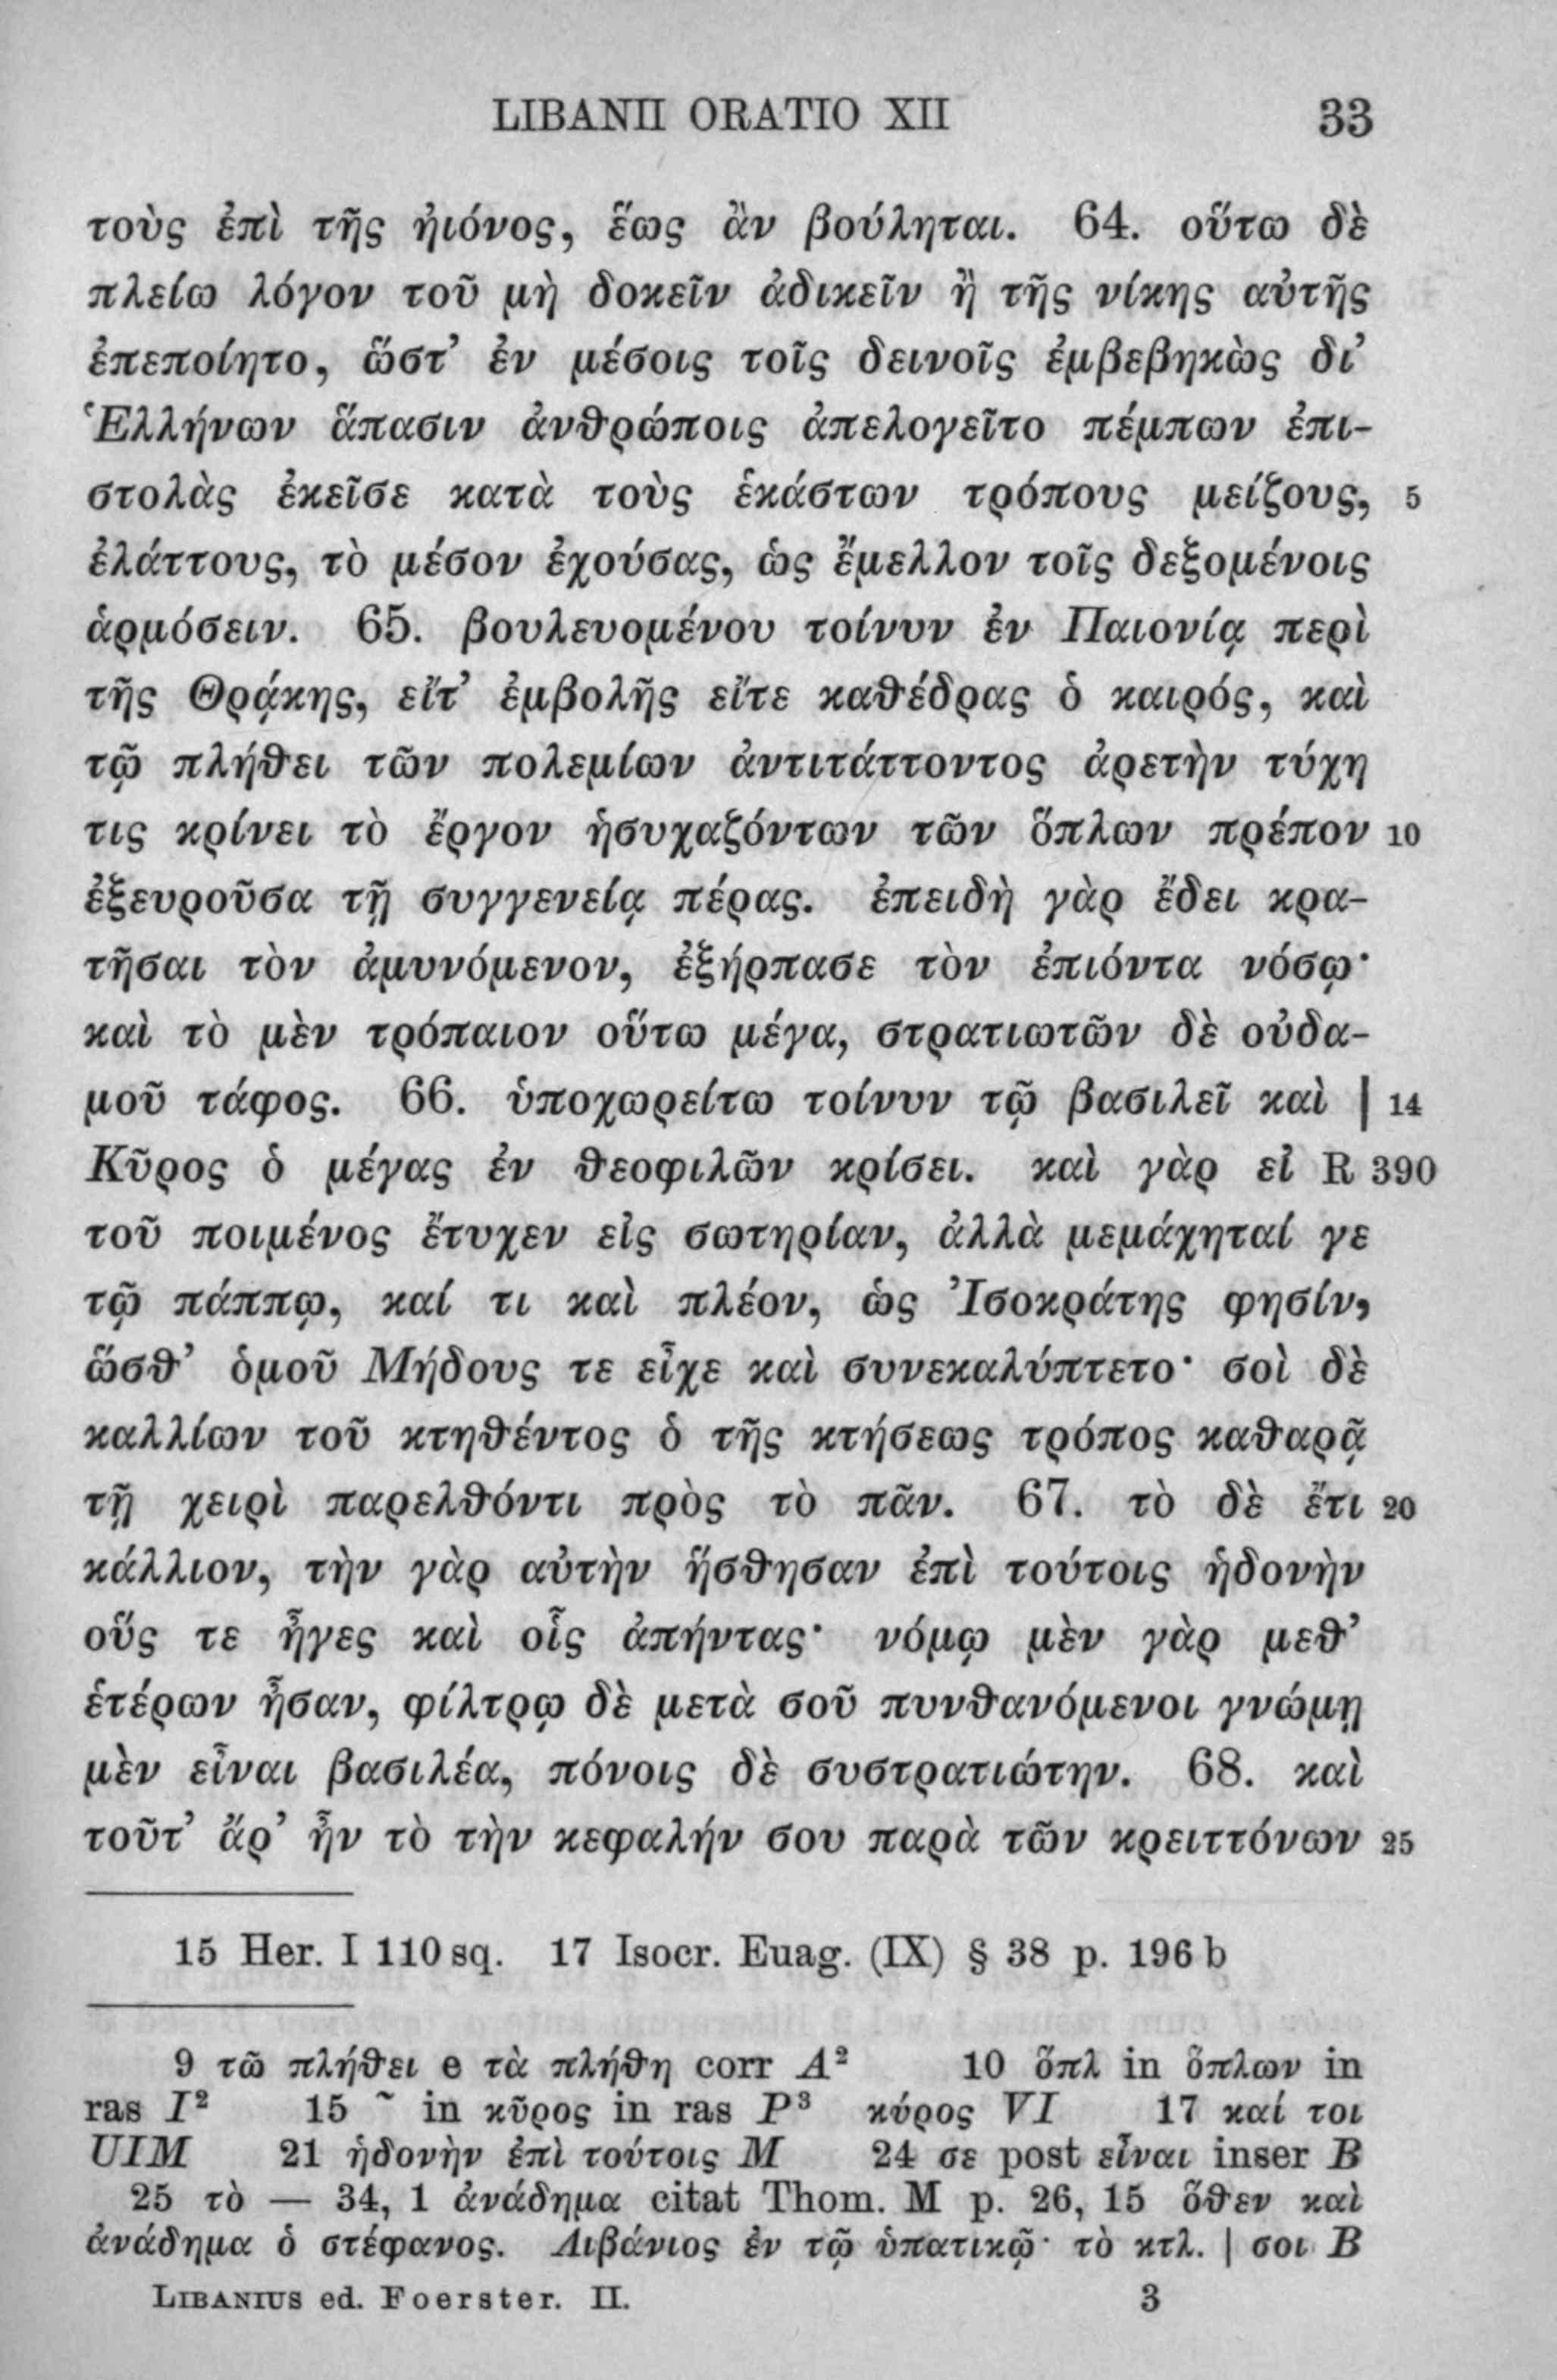 LIBANII ORATIO XII 33
τοὺς ἐπὶ τῆς ἠιόνος, ἕως ἂν βούληται. 64. οὕτω δὲ
πλείω λόγον τοῦ μὴ δοκεῖν ἀδικεῖν ἢ τῆς νίκης αὐτῆς
ἐπεποίητο, ὥστ’ ἐν μέσοις τοῖς δεινοῖς ἐμβεβηκὼς δι’
Ἑλλήνων ἅπασιν ἀνθρώποις ἀπελογεῖτο πέμπων ἐπι-
στολὰς ἐκεῖσε κατὰ τοὺς ἑκάστων τρόπους μείζους, 5
ἐλάττους, τὸ μέσον ἐχούσας, ὡς ἔμελλον τοῖς δεξομένοις
ἁρμόσειν. 65. βουλευομένου τοίνυν ἐν Παιονίᾳ περὶ
τῆς Θρᾴκης, εἴτ’ ἐμβολῆς εἴτε καθέδρας ὁ καιρός, καὶ
τῷ πλήθει τῶν πολεμίων ἀντιτάττοντος ἀρετὴν τύχη
τις κρίνει τὸ ἔργον ἡσυχαζόντων τῶν ὅπλων πρέπον 10
ἐξευροῦσα τῇ συγγενείᾳ πέρας. ἐπειδὴ γὰρ ἔδει κρα-
τῆσαι τὸν ἀμυνόμενον, ἐξήρπασε τὸν ἐπιόντα νόσῳ·
καὶ τὸ μὲν τρόπαιον οὕτω μέγα, στρατιωτῶν δὲ οὐδα-
μοῦ τάφος. 66. ὑποχωρείτω τοίνυν τῷ βασιλεῖ καὶ | 14
Κῦρος ὁ μέγας ἐν θεοφιλῶν κρίσει. καὶ γὰρ εἰ R 390
τοῦ ποιμένος ἔτυχεν εἰς σωτηρίαν, ἀλλὰ μεμάχηταί γε
τῷ πάππῳ, καί τι καὶ πλέον, ὡς Ἰσοκράτης φησίν,
ὥσθ’ ὁμοῦ Μήδους τε εἶχε καὶ συνεκαλύπτετο· σοὶ δὲ
καλλίων τοῦ κτηθέντος ὁ τῆς κτήσεως τρόπος καθαρᾷ
τῇ χειρὶ παρελθόντι πρὸς τὸ πᾶν. 67. τὸ δὲ ἔτι 20
κάλλιον, τὴν γὰρ αὐτὴν ἥσθησαν ἐπὶ τούτοις ἡδονὴν
οὕς τε ἦγες καὶ οἷς ἀπήντας· νόμῳ μὲν γὰρ μεθ’
ἑτέρων ἦσαν, φίλτρῳ δὲ μετὰ σοῦ πυνθανόμενοι γνώμῃ
μὲν εἶναι βασιλέα, πόνοις δὲ συστρατιώτην. 68. καὶ
τοῦτ’ ἄρ’ ἦν τὸ τὴν κεφαλήν σου παρὰ τῶν κρειττόνων 25
15 Her. I 110 sq. 17 Isocr. Euag. (IX) § 38 p. 196 b
9 τῶ πλήθει e τὰ πλήθη corr A² 10 ὅπλ in ὅπλων in
ras I² 15 ῀ in κῦρος in ras P³ κύρος VI 17 καί τοι
UIM 21 ἡδονὴν ἐπὶ τούτοις M 24 σε post εἶναι inser B
25 τὸ — 34, 1 ἀνάδημα citat Thom. M p. 26, 15 ὅθεν καὶ
ἀνάδημα ὁ στέφανος. Λιβάνιος ἐν τῷ ὑπατικῷ· τὸ κτλ. | σοι B
LIBANIUS ed. Foerster. II. 3